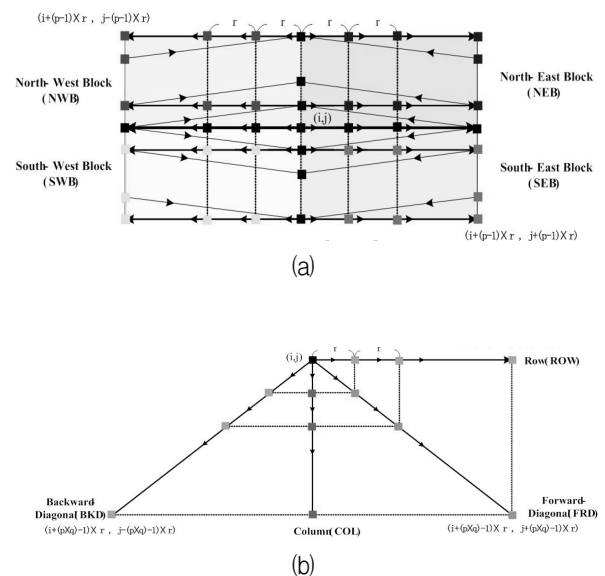 (i+(p-1)X r , j-(p-1)X r)
r r r r
North- West Block
(NWB)
North- East Block
(NEB)
(i,j)
South- West Block
(SWB)
South- East Block
(SEB)
(i+(p-1)X r , j+(p-1)X r)
(a)
r r
(i,j)
Row(ROW)
Backward-
Diagonal[BKD)
(i+(pXq)-1)X r , j-(pXq)-1)X r)
Column(COL)
Forward-
Diagonal[FRD)
(i+(pXq)-1)X r , j+(pXq)-1)X r)
(b)